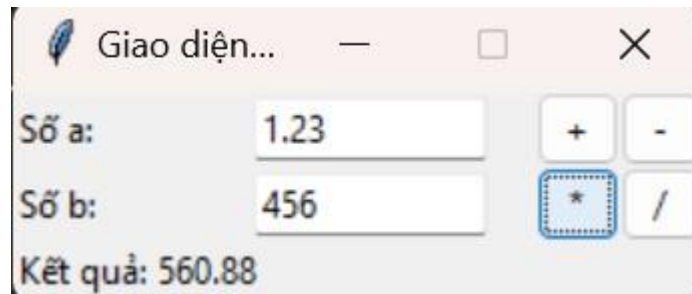 Giao diện...
Số a: 1.23 + -
Số b: 456 * /
Kết quả: 560.88